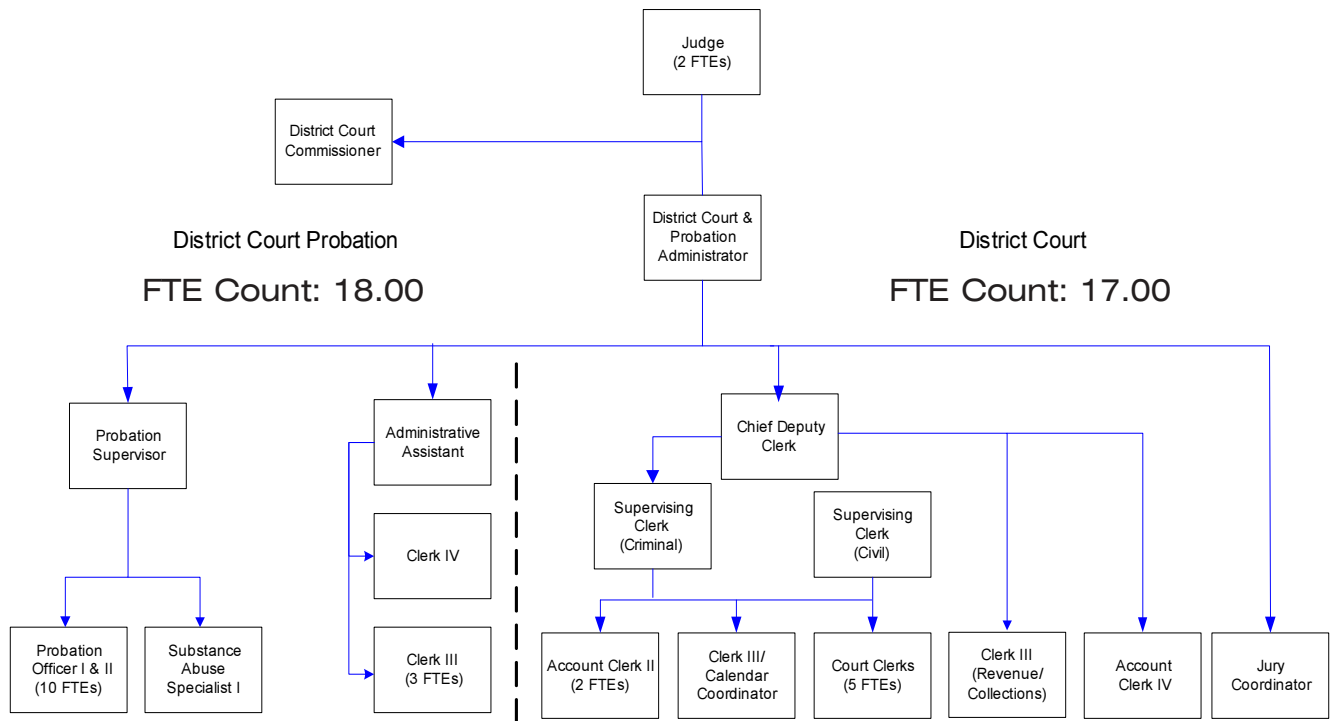 Judge
(2 FTEs)
District Court
Commissioner
District Court &
Probation
Administrator
District Court Probation
FTE Count: 18.00
District Court
FTE Count: 17.00
Probation
Supervisor
Administrative
Assistant
Chief Deputy
Clerk
Supervising
Clerk
(Criminal)
Supervising
Clerk
(Civil)
Clerk IV
Probation
Officer I & II
(10 FTEs)
Substance
Abuse
Specialist I
Clerk III
(3 FTEs)
Account Clerk II
(2 FTEs)
Clerk III/
Calendar
Coordinator
Court Clerks
(5 FTEs)
Clerk III
(Revenue/
Collections)
Account
Clerk IV
Jury
Coordinator